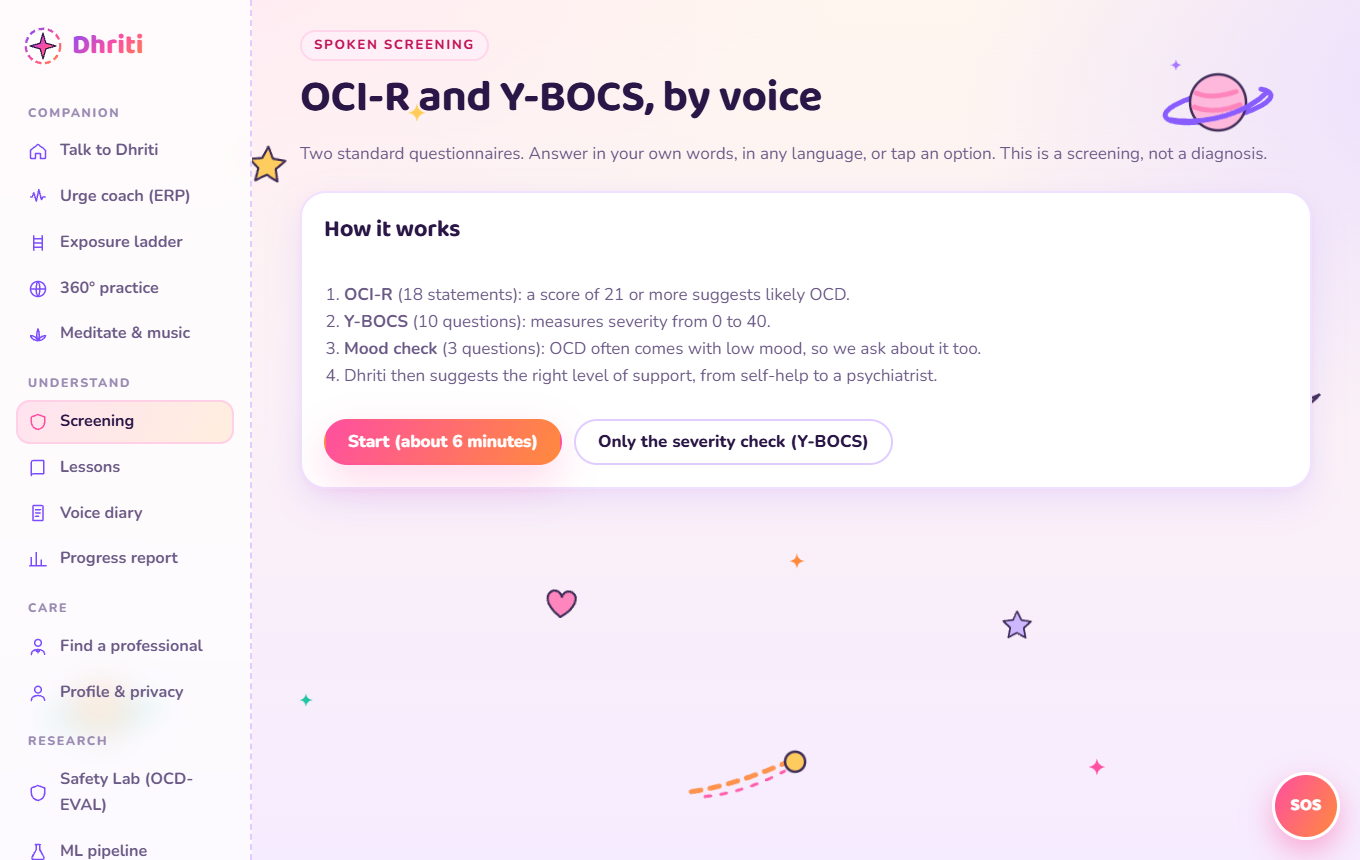 Dhriti
COMPANION
Talk to Dhriti
Urge coach (ERP)
Exposure ladder
360° practice
Meditate & music
UNDERSTAND
Screening
Lessons
Voice diary
Progress report
CARE
Find a professional
Profile & privacy
RESEARCH
Safety Lab (OCD-
EVAL)
ML pipeline
SPOKEN SCREENING
OCI-R and Y-BOCS, by voice
Two standard questionnaires. Answer in your own words, in any language, or tap an option. This is a screening, not a diagnosis.
How it works
1. OCI-R (18 statements): a score of 21 or more suggests likely OCD.
2. Y-BOCS (10 questions): measures severity from 0 to 40.
3. Mood check (3 questions): OCD often comes with low mood, so we ask about it too.
4. Dhriti then suggests the right level of support, from self-help to a psychiatrist.
Start (about 6 minutes)
Only the severity check (Y-BOCS)
SOS